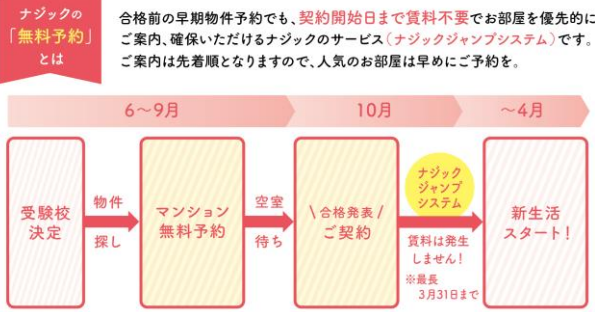 ナジックの
「無料予約」
とは
合格前の早期物件予約でも、契約開始日まで賃料不要でお部屋を優先的に
ご案内、確保いただけるナジックのサービス（ナジックジャンプシステム）です。
ご案内は先着順となりますので、人気のお部屋は早めにご予約を。
6～9月
10月
～4月
受験校
決定
物件
探し
マンション
無料予約
空室
待ち
\ 合格発表 /
ご契約
ナジック
ジャンプ
システム
賃料は発生
しません！
※最長
3月31日まで
新生活
スタート！